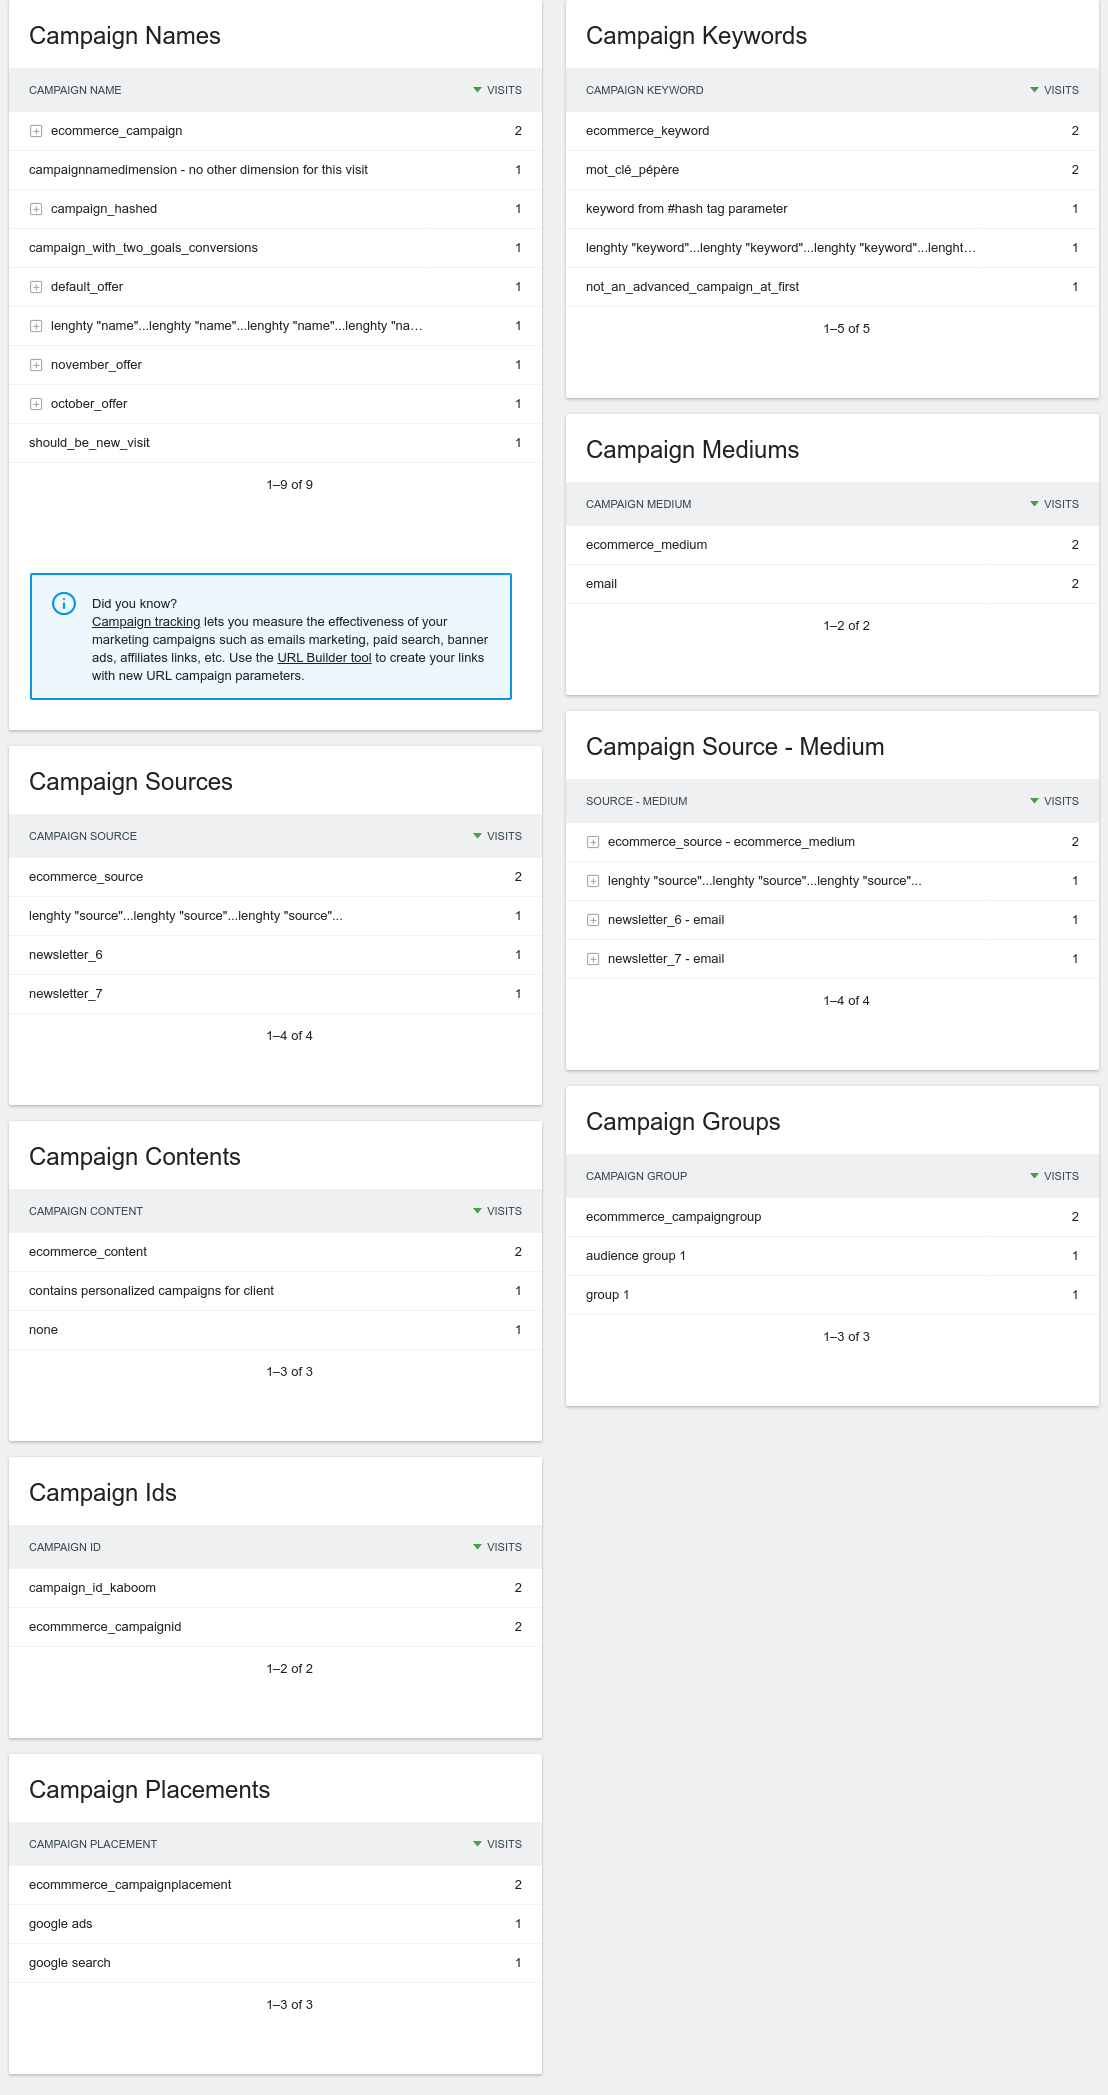 Campaign Names
CAMPAIGN NAME VISITS
ecommerce_campaign 2
campaignnamedimension - no other dimension for this visit 1
campaign_hashed 1
campaign_with_two_goals_conversions 1
default_offer 1
lenghty "name"...lenghty "name"...lenghty "name"...lenghty "na... 1
november_offer 1
october_offer 1
should_be_new_visit 1
1–9 of 9
Did you know?
Campaign tracking lets you measure the effectiveness of your
marketing campaigns such as emails marketing, paid search, banner
ads, affiliates links, etc. Use the URL Builder tool to create your links
with new URL campaign parameters.
Campaign Sources
CAMPAIGN SOURCE VISITS
ecommerce_source 2
lenghty "source"...lenghty "source"...lenghty "source"... 1
newsletter_6 1
newsletter_7 1
1–4 of 4
Campaign Contents
CAMPAIGN CONTENT VISITS
ecommerce_content 2
contains personalized campaigns for client 1
none 1
1–3 of 3
Campaign Ids
CAMPAIGN ID VISITS
campaign_id_kaboom 2
ecommmerce_campaignid 2
1–2 of 2
Campaign Placements
CAMPAIGN PLACEMENT VISITS
ecommmerce_campaignplacement 2
google ads 1
google search 1
1–3 of 3
Campaign Keywords
CAMPAIGN KEYWORD VISITS
ecommerce_keyword 2
mot_clé_pépère 2
keyword from #hash tag parameter 1
lenghty "keyword"...lenghty "keyword"...lenghty "keyword"...lenght... 1
not_an_advanced_campaign_at_first 1
1–5 of 5
Campaign Mediums
CAMPAIGN MEDIUM VISITS
ecommerce_medium 2
email 2
1–2 of 2
Campaign Source - Medium
SOURCE - MEDIUM VISITS
ecommerce_source - ecommerce_medium 2
lenghty "source"...lenghty "source"...lenghty "source"... 1
newsletter_6 - email 1
newsletter_7 - email 1
1–4 of 4
Campaign Groups
CAMPAIGN GROUP VISITS
ecommmerce_campaigngroup 2
audience group 1 1
group 1 1
1–3 of 3